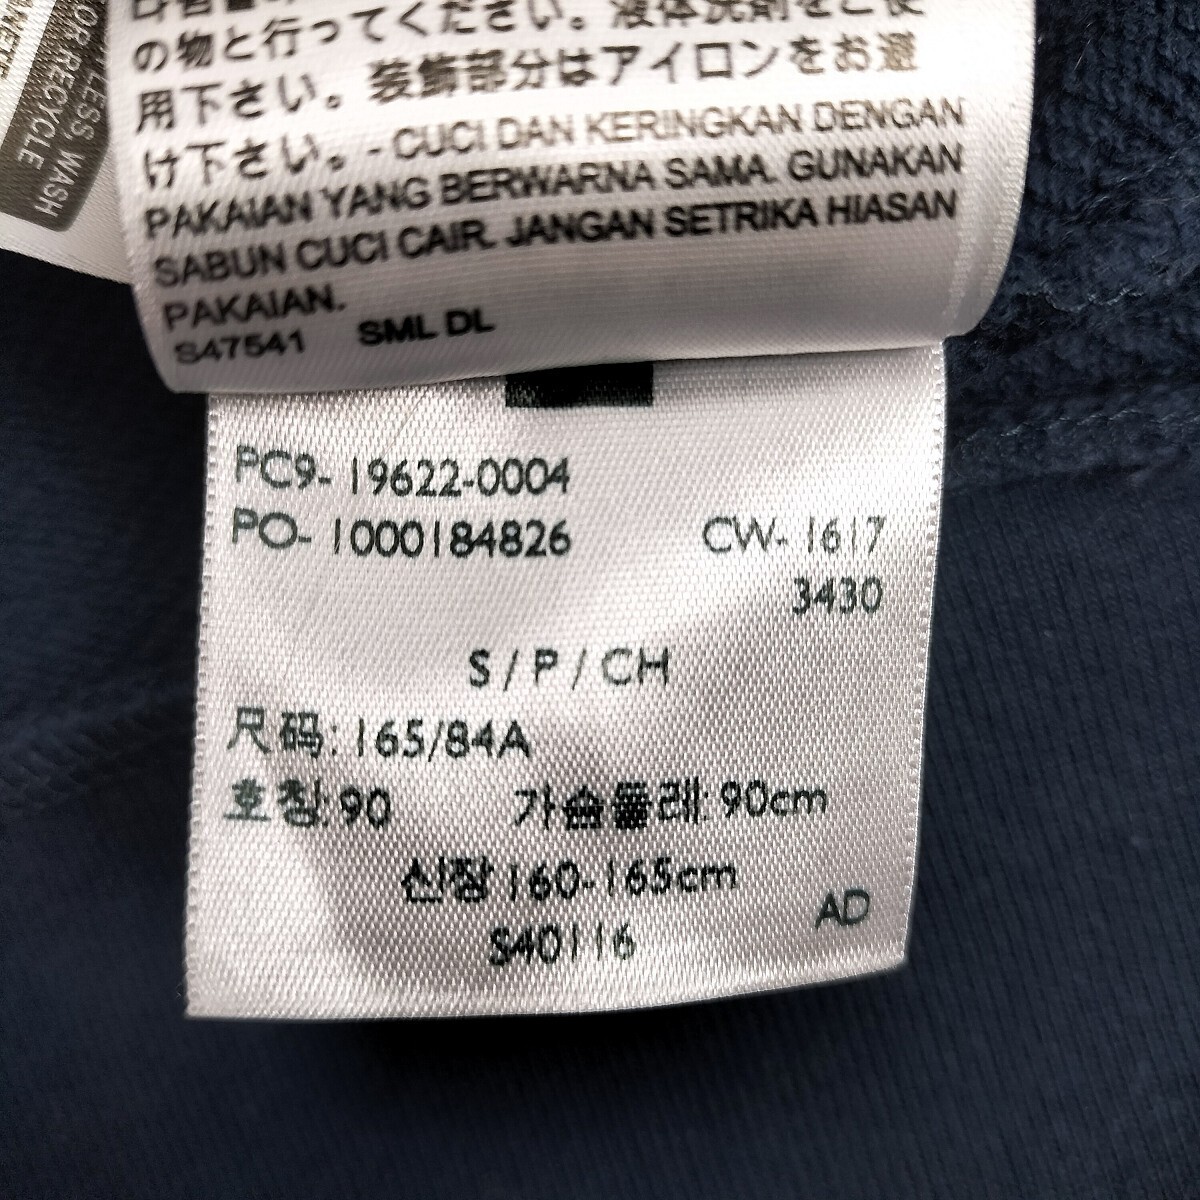 LESS, WASH
OR RECYCLE
の物と行ってください。液体洗剤をご使
用下さい。装飾部分はアイロンをお避
け下さい。- CUCI DAN KERINGKAN DENGAN
PAKAIAN YANG BERWARNA SAMA. GUNAKAN
SABUN CUCI CAIR. JANGAN SETRIKA HIASAN
PAKAIAN.
S47541 SML DL
PC9- 19622-0004
PO- 1000184826 CW- 1617
3430
S / P / CH
尺码: 165/84A
호칭: 90 가슴둘레: 90cm
신장 160-165cm
AD
S40116